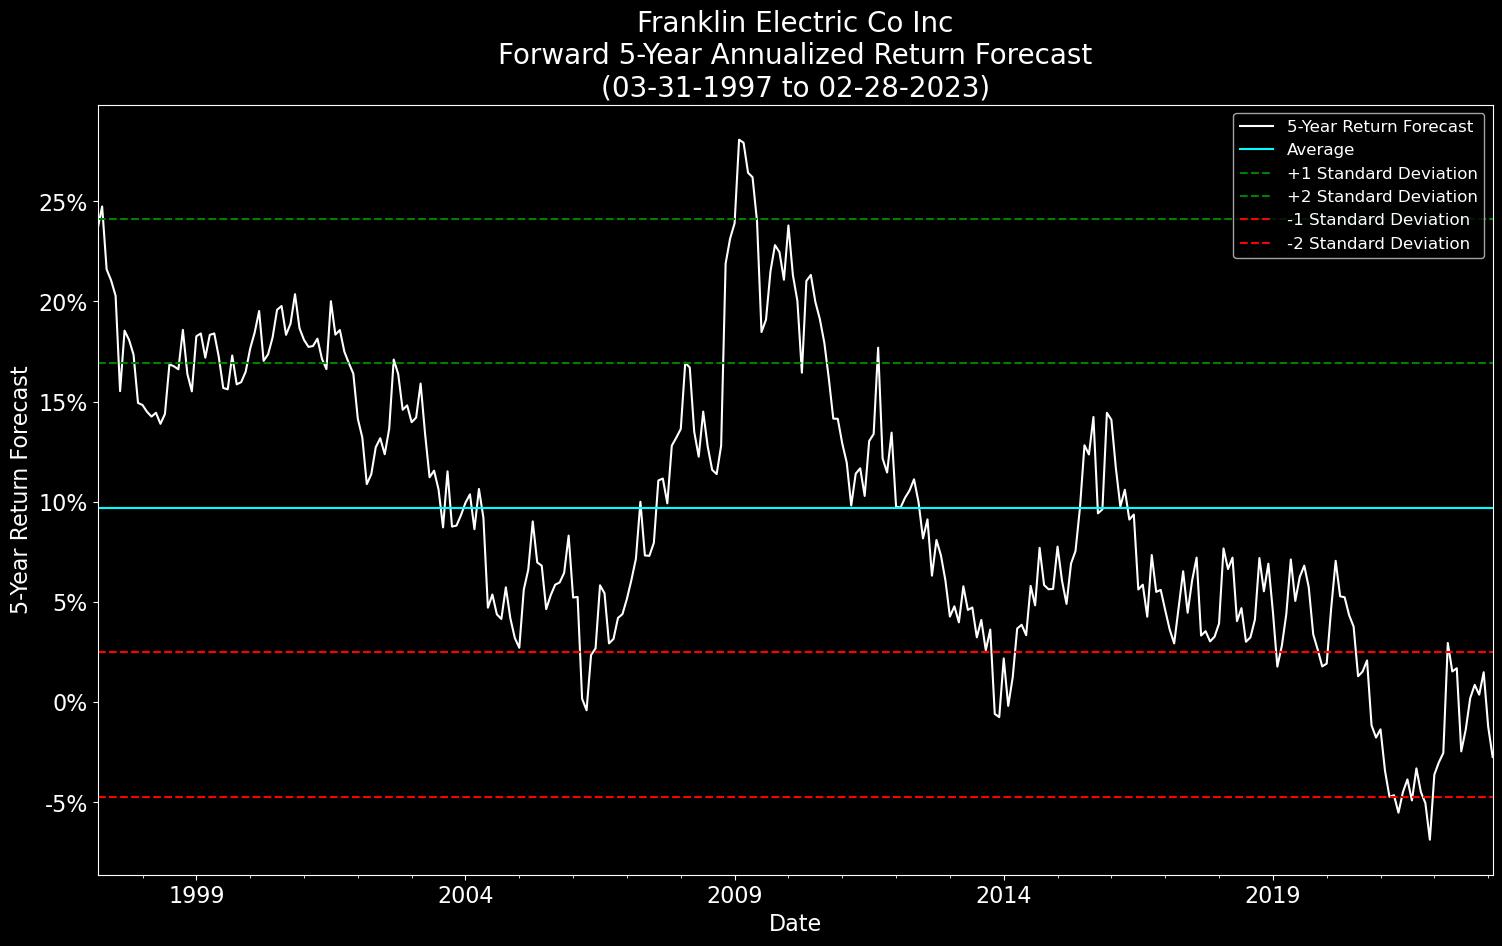 Franklin Electric Co Inc
Forward 5-Year Annualized Return Forecast
(03-31-1997 to 02-28-2023)
5-Year Return Forecast
Average
+1 Standard Deviation
+2 Standard Deviation
-1 Standard Deviation
-2 Standard Deviation
25%
20%
15%
10%
5%
0%
-5%
5-Year Return Forecast
1999 2004 2009 2014 2019
Date